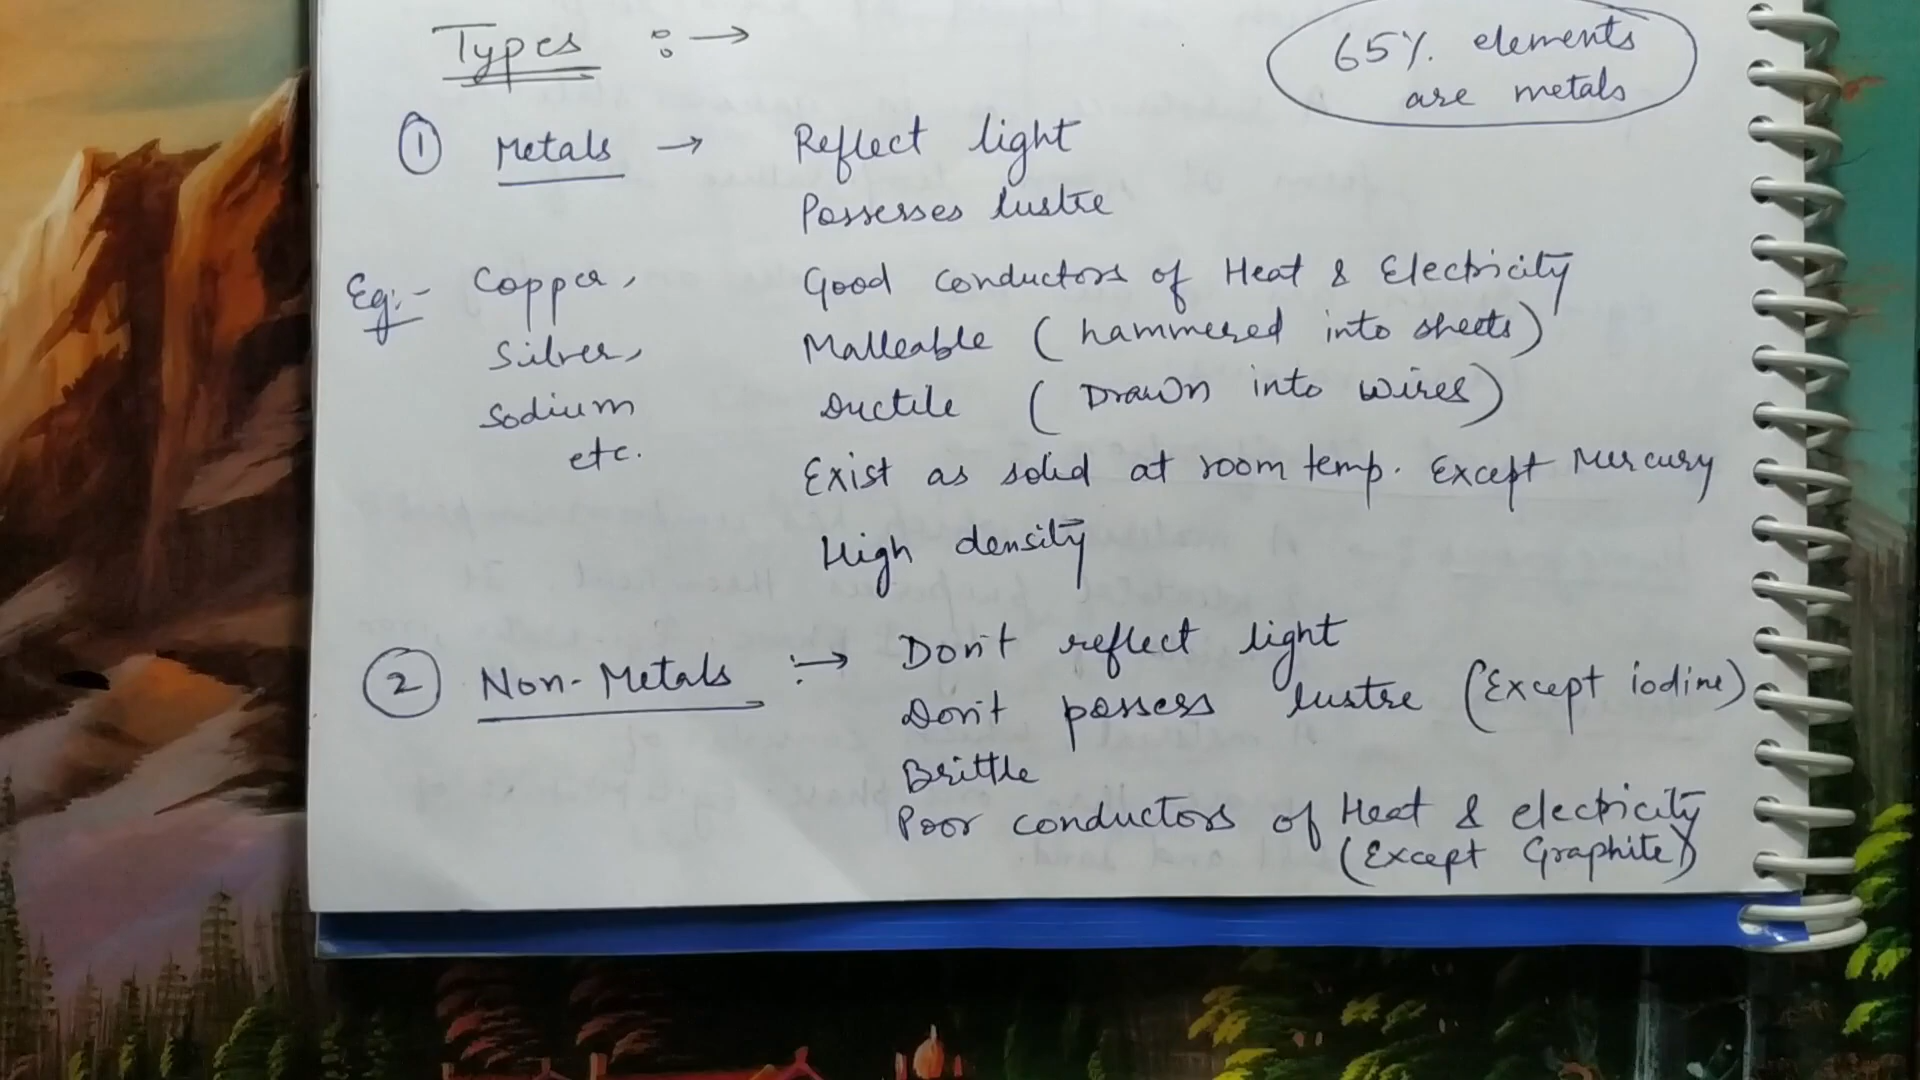 Types :→
65% elements
are metals
① Metals → Reflect light
Possesses lustre
Eg:- Copper, Good conductors of Heat & Electricity
Silver, Malleable (hammered into sheets)
Sodium Ductile (Drawn into wires)
etc.
Exist as solid at room temp. Except Mercury
High density
② Non-Metals :→ Don't reflect light
Don't possess lustre (Except iodine)
Brittle
Poor conductors of Heat & electricity
(Except Graphite)